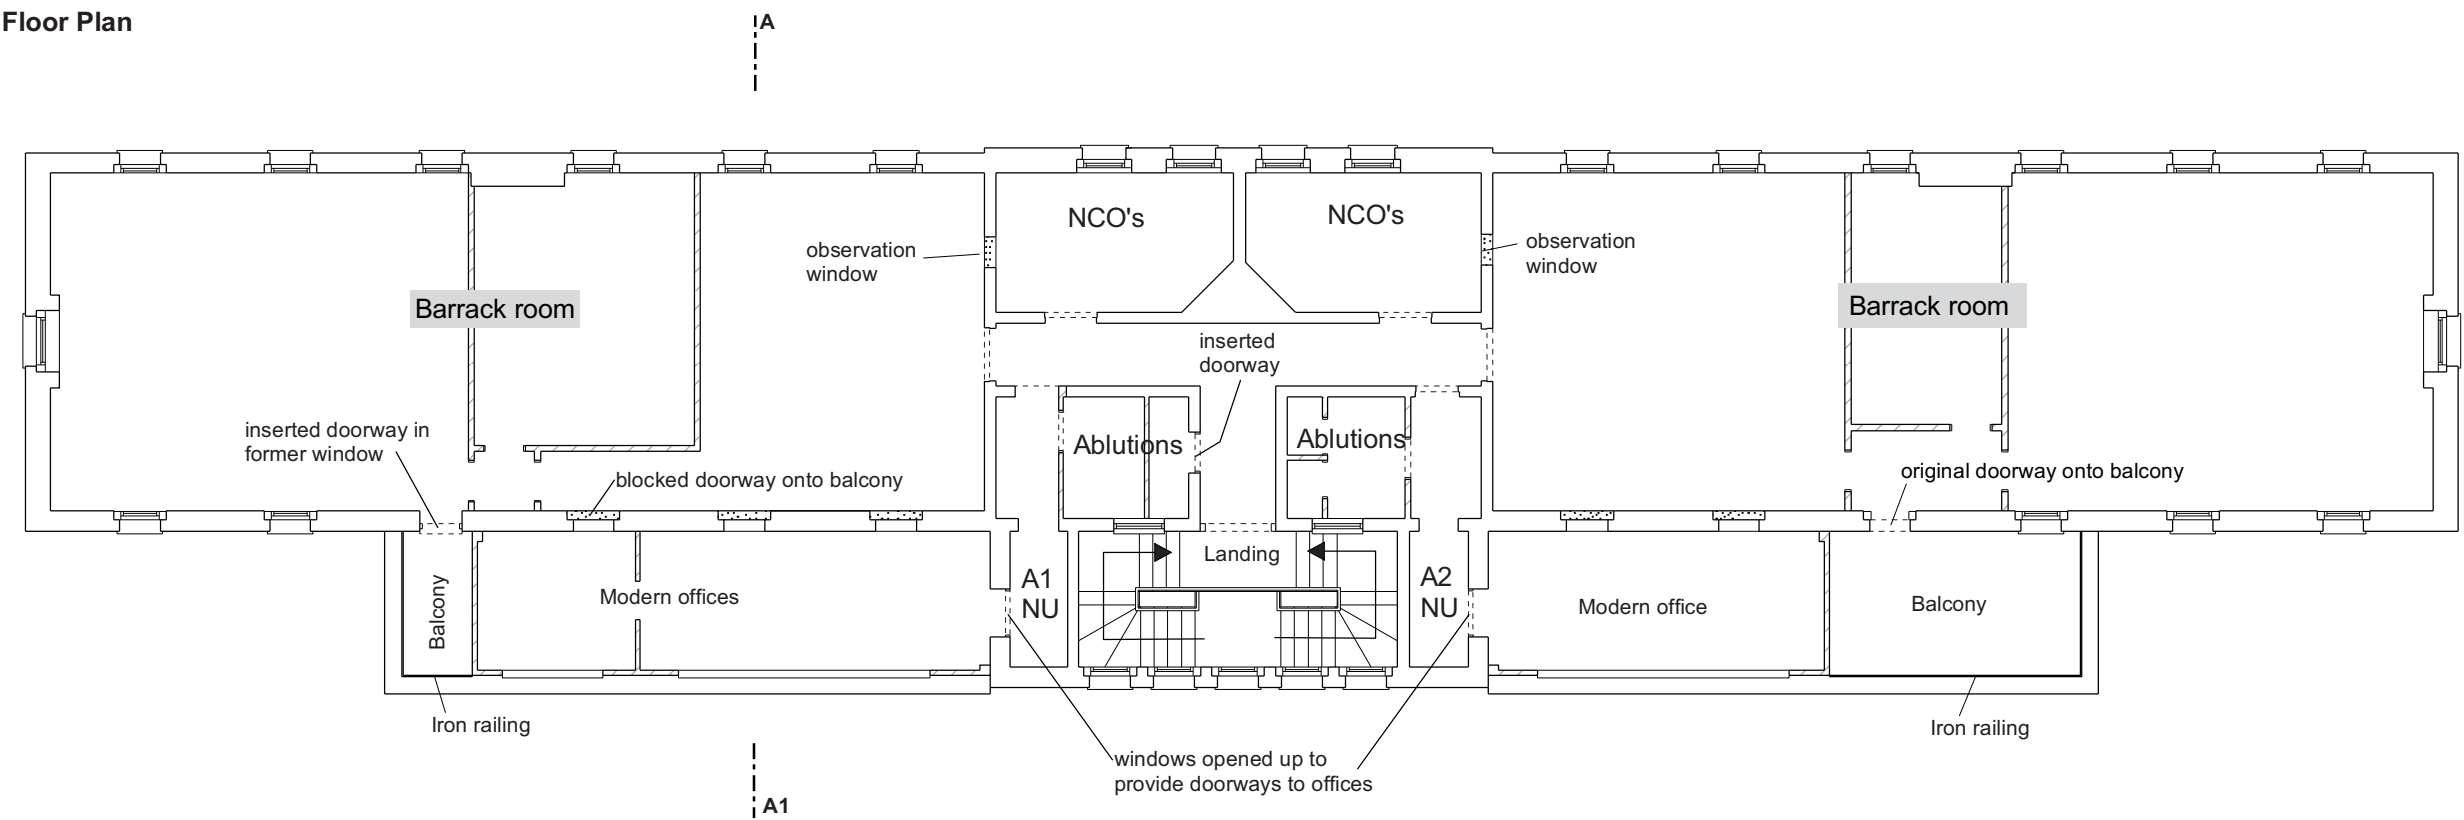 Floor Plan
A
NCO's
NCO's
observation
window
observation
window
Barrack room
Barrack room
inserted
doorway
inserted doorway in
former window
Ablutions
Ablutions
blocked doorway onto balcony
original doorway onto balcony
Landing
Balcony
Modern offices
A1
NU
A2
NU
Modern office
Balcony
Iron railing
Iron railing
windows opened up to
provide doorways to offices
A1